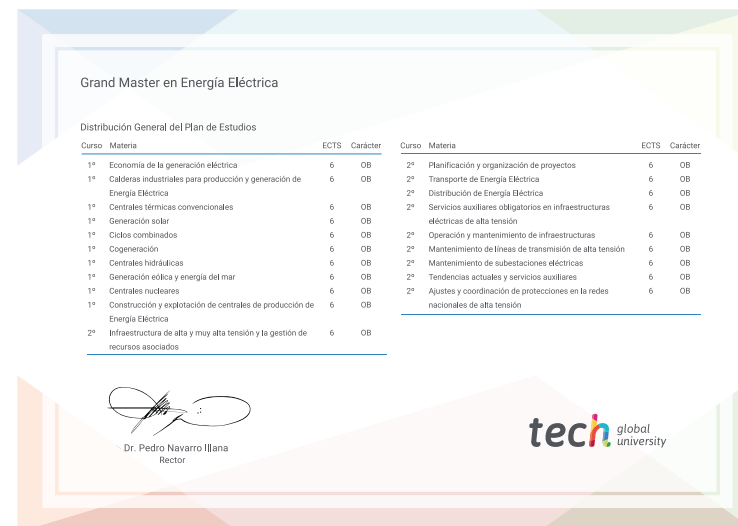 Grand Master en Energía Eléctrica
Distribución General del Plan de Estudios
Curso Materia ECTS Carácter
1º Economía de la generación eléctrica 6 OB
1º Calderas industriales para producción y generación de 6 OB
Energía Eléctrica
1º Centrales térmicas convencionales 6 OB
1º Generación solar 6 OB
1º Ciclos combinados 6 OB
1º Cogeneración 6 OB
1º Centrales hidráulicas 6 OB
1º Generación eólica y energía del mar 6 OB
1º Centrales nucleares 6 OB
1º Construcción y explotación de centrales de producción de 6 OB
Energía Eléctrica
2º Infraestructura de alta y muy alta tensión y la gestión de 6 OB
recursos asociados
Curso Materia ECTS Carácter
2º Planificación y organización de proyectos 6 OB
2º Transporte de Energía Eléctrica 6 OB
2º Distribución de Energía Eléctrica 6 OB
2º Servicios auxiliares obligatorios en infraestructuras 6 OB
eléctricas de alta tensión
2º Operación y mantenimiento de infraestructuras 6 OB
2º Mantenimiento de líneas de transmisión de alta tensión 6 OB
2º Mantenimiento de subestaciones eléctricas 6 OB
2º Tendencias actuales y servicios auxiliares 6 OB
2º Ajustes y coordinación de protecciones en la redes 6 OB
nacionales de alta tensión
Dr. Pedro Navarro Illana
Rector
tech global
university